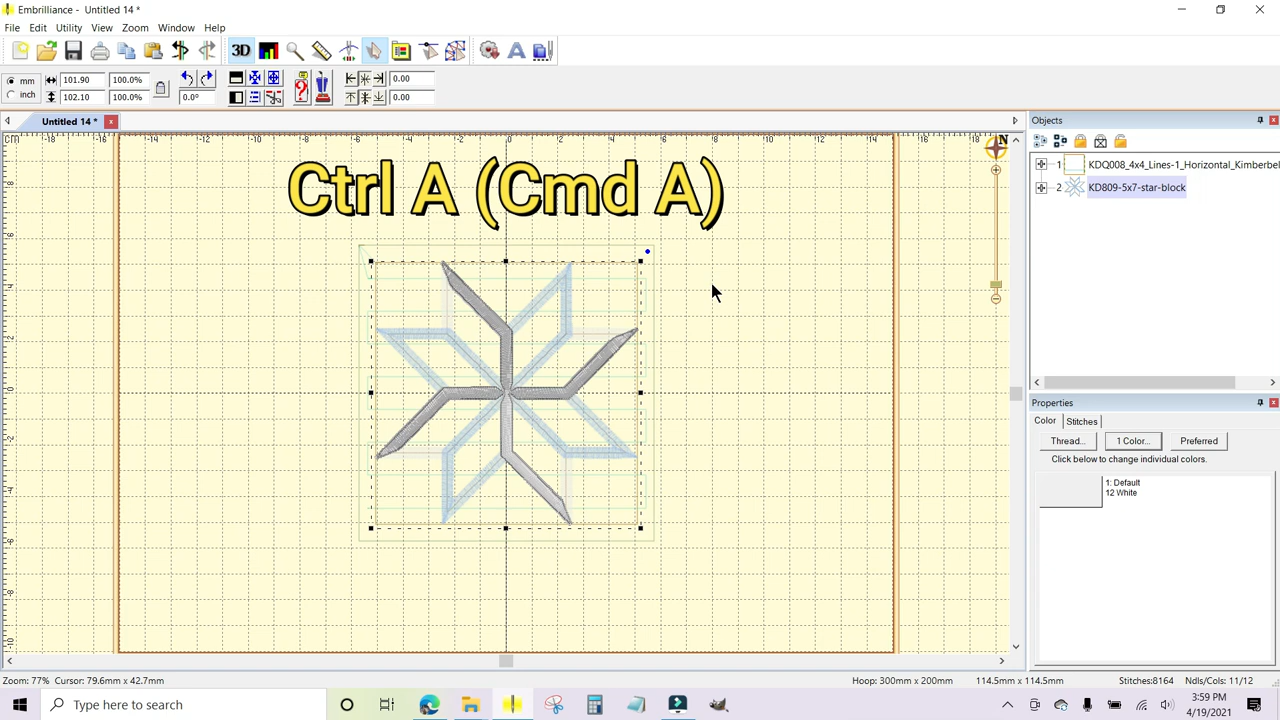 Embrilliance - Untitled 14 *
File Edit Utility View Zoom Window Help
3D
mm 101.90 100.0% 0.00
inch 102.10 100.0% 0.0° 0.00
Untitled 14 *
Objects
Ctrl A (Cmd A)
N
1 KDQ008_4x4_Lines-1_Horizontal_Kimberbel
2 KD809-5x7-star-block
Properties
Color Stitches
Thread... 1 Color... Preferred
Click below to change individual colors.
1: Default
12 White
Zoom: 77% Cursor: 79.6mm x 42.7mm Hoop: 300mm x 200mm 114.5mm x 114.5mm Stitches:8164 Ndls/Cols: 11/12
Type here to search
3:59 PM
4/19/2021